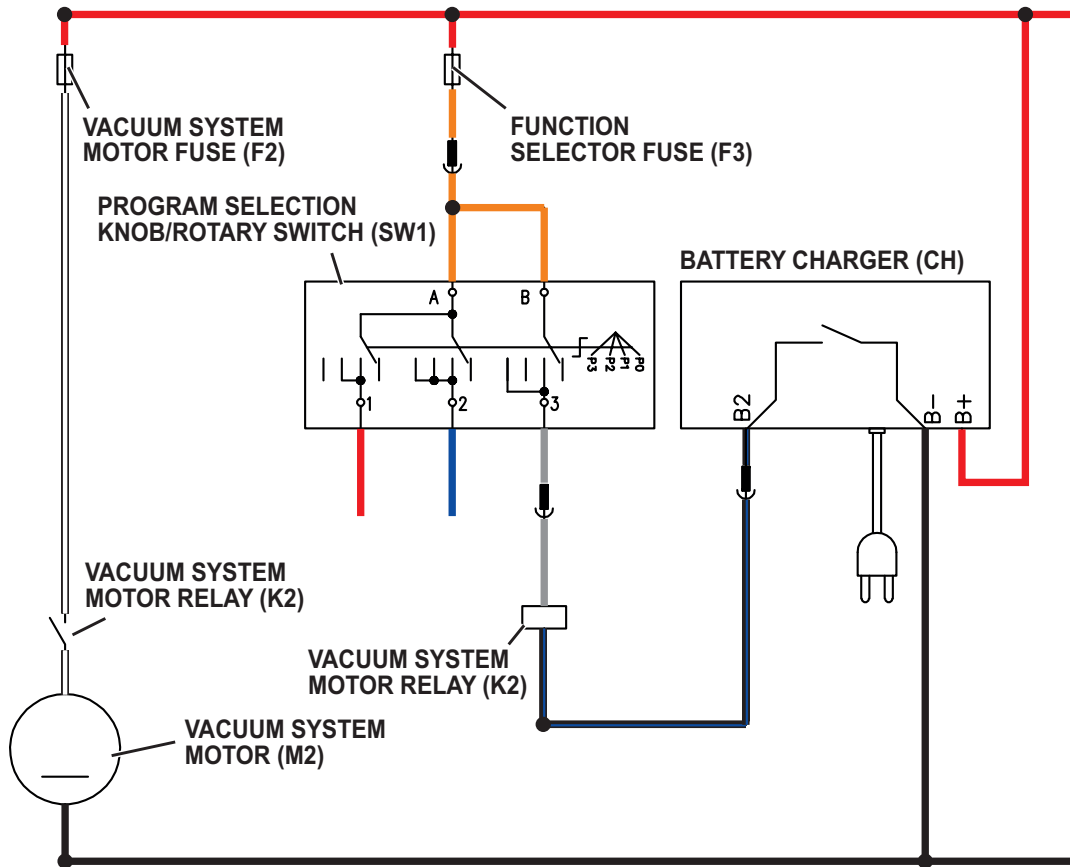 VACUUM SYSTEM
MOTOR FUSE (F2)
FUNCTION
SELECTOR FUSE (F3)
PROGRAM SELECTION
KNOB/ROTARY SWITCH (SW1)
BATTERY CHARGER (CH)
A
B
P3
P2
P1
P0
1
2
3
B2
B-
B+
VACUUM SYSTEM
MOTOR RELAY (K2)
VACUUM SYSTEM
MOTOR RELAY (K2)
VACUUM SYSTEM
MOTOR (M2)